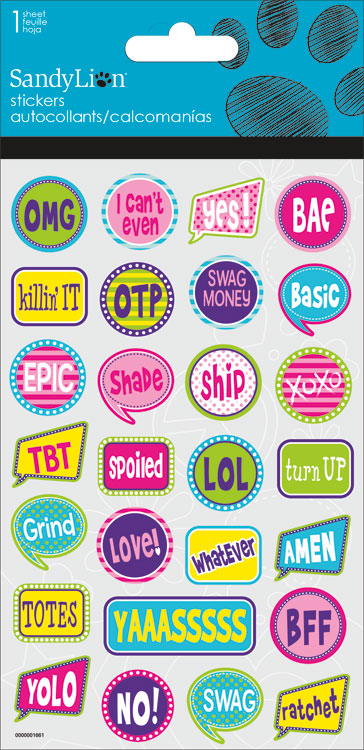 1 sheet
feuille
hoja
SandyLion®
stickers
autocollants/calcomanías
OMG
I can't
even
yes!
BAe
killin' IT
OTP
SWAG
MONEY
Basic
EPIC
Shade
Ship
XOXO
TBT
spoiled
LOL
turn UP
Grind
LOVE!
WhatEver
AMEN
TOTES
YAAASSSSS
BFF
YOLO
NO!
SWAG
ratchet
0000001661